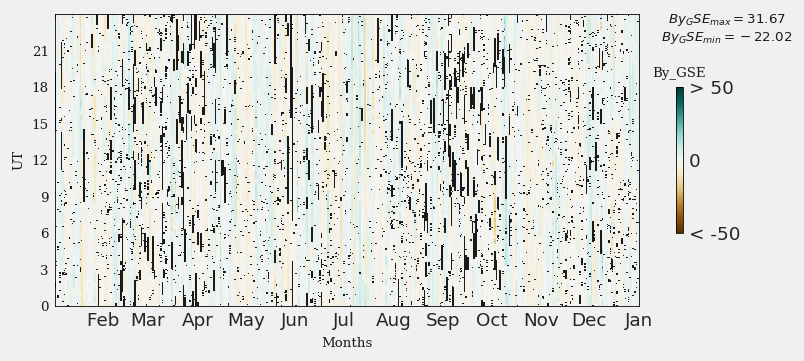 By_GSE_max = 31.67
By_GSE_min = −22.02
By_GSE
> 50
0
< -50
UT
21
18
15
12
9
6
3
0
Feb Mar Apr May Jun Jul Aug Sep Oct Nov Dec Jan
Months